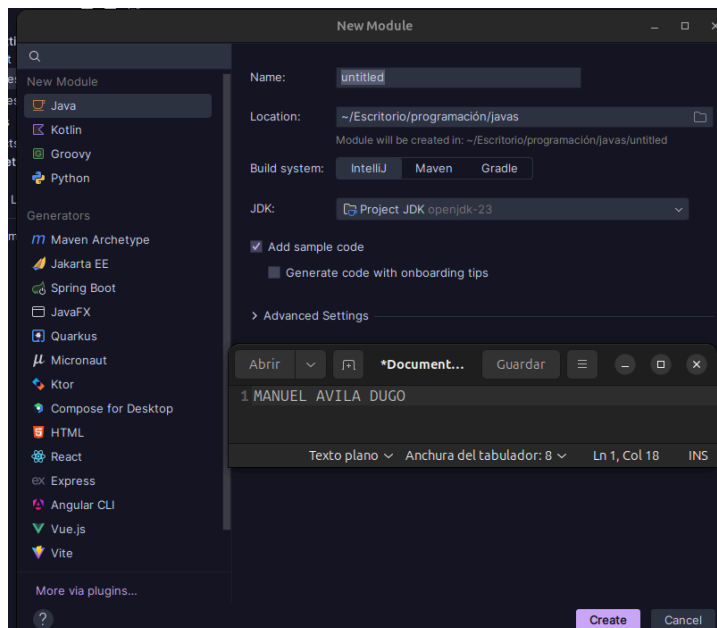 New Module
New Module
Java
Kotlin
Groovy
Python
Generators
Maven Archetype
Jakarta EE
Spring Boot
JavaFX
Quarkus
Micronaut
Ktor
Compose for Desktop
HTML
React
Express
Angular CLI
Vue.js
Vite
More via plugins...
?
Name:
untitled
Location:
~/Escritorio/programación/javas
Module will be created in: ~/Escritorio/programación/javas/untitled
Build system:
IntelliJ Maven Gradle
JDK:
Project JDK openjdk-23
Add sample code
Generate code with onboarding tips
Advanced Settings
Abrir *Document... Guardar
1 MANUEL AVILA DUGO
Texto plano Anchura del tabulador: 8 Ln 1, Col 18 INS
Create Cancel